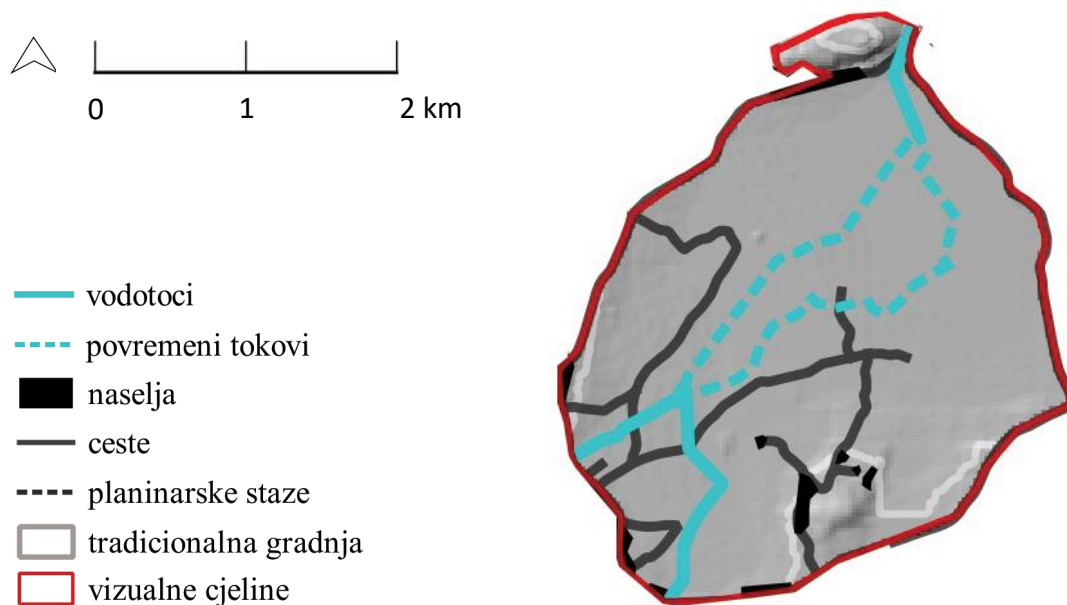 0 1 2 km
vodotoci
povremeni tokovi
naselja
ceste
planinarske staze
tradicionalna gradnja
vizualne cjeline